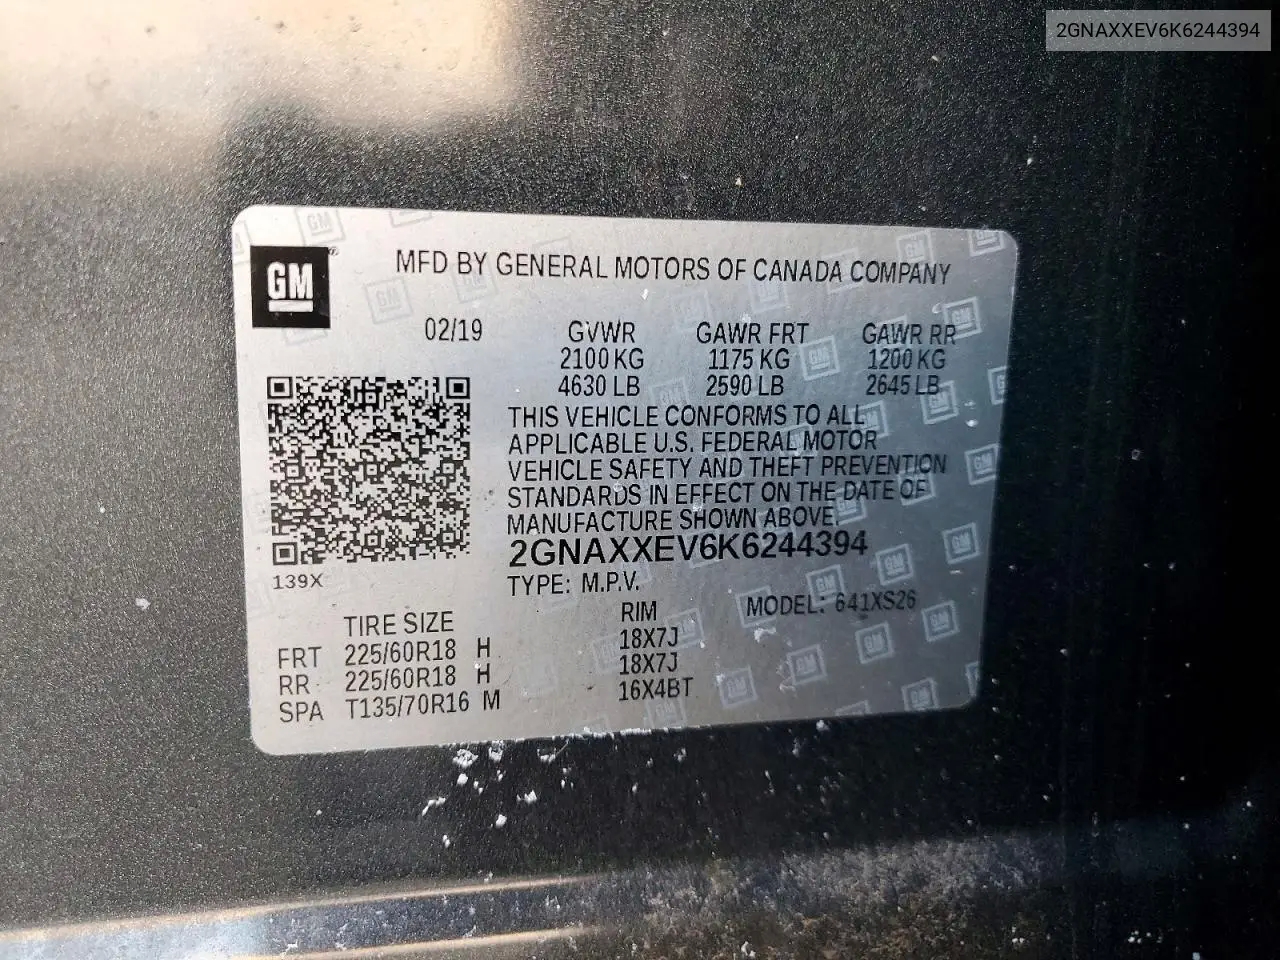 2GNAXXEV6K6244394
GM
MFD BY GENERAL MOTORS OF CANADA COMPANY
02/19 GVWR GAWR FRT GAWR RR
2100 KG 1175 KG 1200 KG
4630 LB 2590 LB 2645 LB
THIS VEHICLE CONFORMS TO ALL
APPLICABLE U.S. FEDERAL MOTOR
VEHICLE SAFETY AND THEFT PREVENTION
STANDARDS IN EFFECT ON THE DATE OF
MANUFACTURE SHOWN ABOVE.
2GNAXXEV6K6244394
139X
TYPE: M.P.V.
TIRE SIZE RIM MODEL: 641XS26
FRT 225/60R18 H 18X7J
RR 225/60R18 H 18X7J
SPA T135/70R16 M 16X4BT